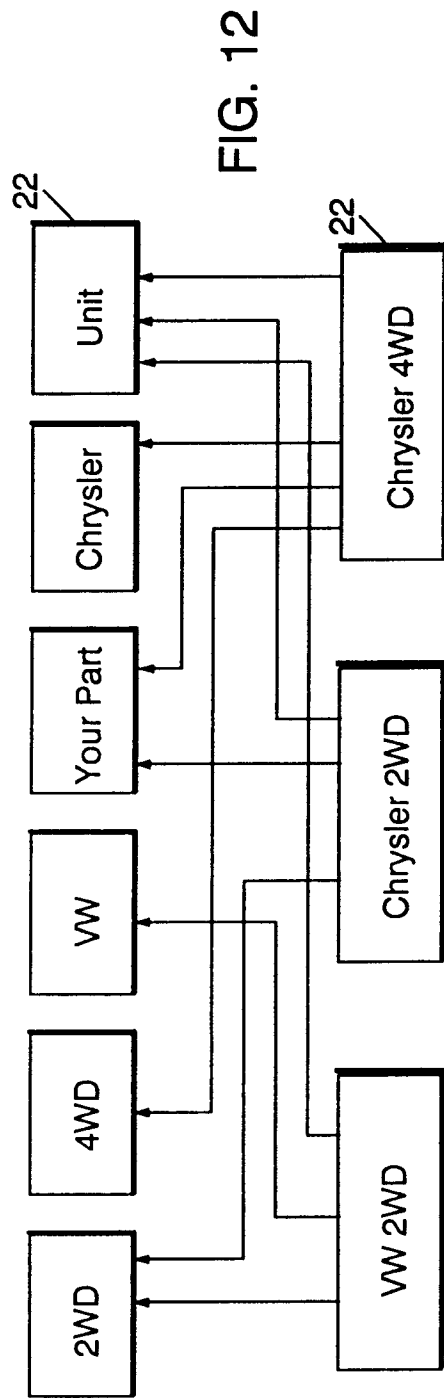 2WD
4WD
VW
Your Part
Chrysler
Unit
22
VW 2WD
Chrysler 2WD
Chrysler 4WD
22
FIG. 12